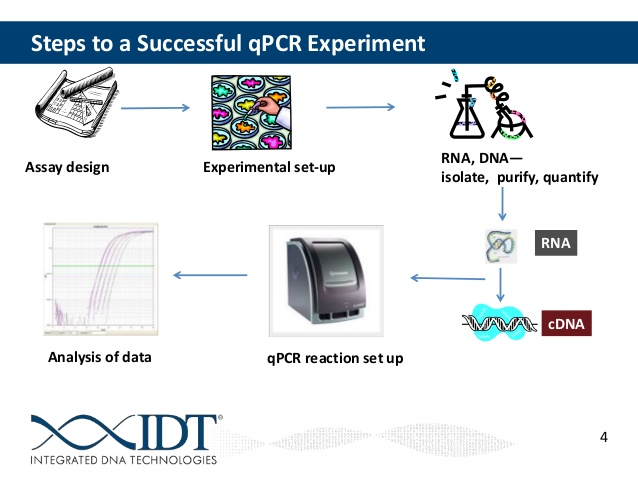 Steps to a Successful qPCR Experiment
Assay design
Experimental set-up
RNA, DNA—
isolate, purify, quantify
RNA
cDNA
qPCR reaction set up
Analysis of data
IDT®
INTEGRATED DNA TECHNOLOGIES
4